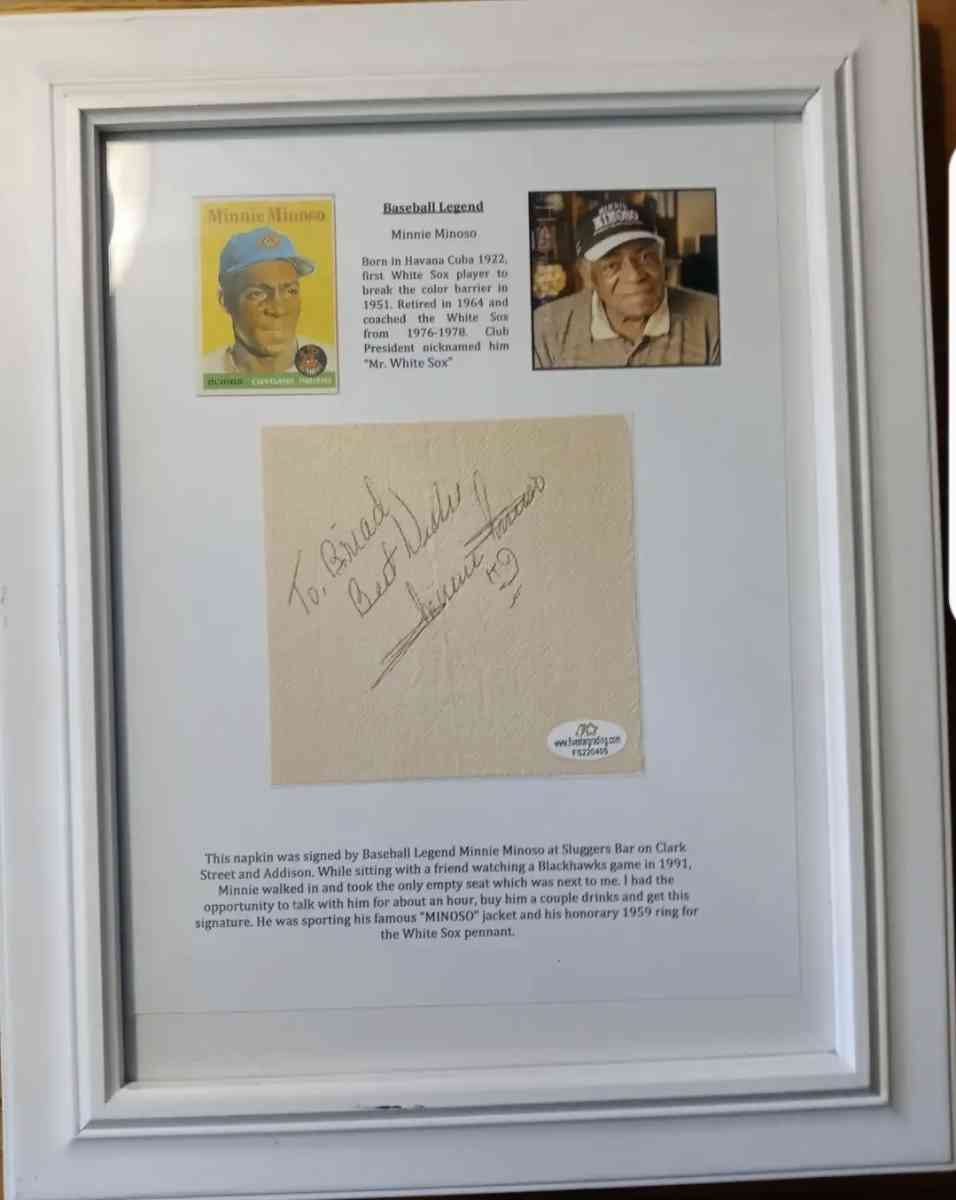 Minnie Minoso
Baseball Legend
Minnie Minoso
Born in Havana Cuba 1922,
first White Sox player to
break the color barrier in
1951. Retired in 1964 and
coached the White Sox
from 1976-1978. Club
President nicknamed him
"Mr. White Sox"
MINOSO
To, Briad
Best Wishes
Minnie Minoso
#9
FS220405
This napkin was signed by Baseball Legend Minnie Minoso at Sluggers Bar on Clark
Street and Addison. While sitting with a friend watching a Blackhawks game in 1991,
Minnie walked in and took the only empty seat which was next to me. I had the
opportunity to talk with him for about an hour, buy him a couple drinks and get this
signature. He was sporting his famous "MINOSO" jacket and his honorary 1959 ring for
the White Sox pennant.